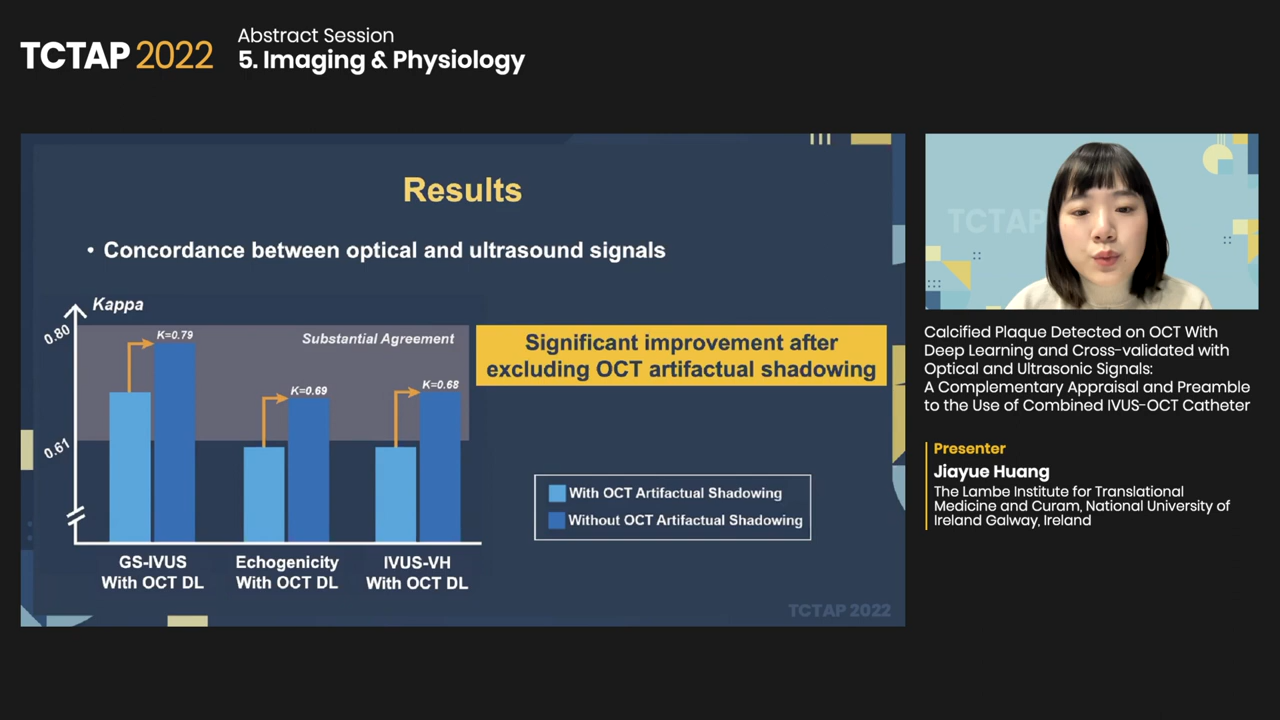 TCTAP 2022
Abstract Session
5. Imaging & Physiology
Results
• Concordance between optical and ultrasound signals
Kappa
0.80
0.61
K=0.79
K=0.69
K=0.68
Substantial Agreement
Significant improvement after
excluding OCT artifactual shadowing
With OCT Artifactual Shadowing
Without OCT Artifactual Shadowing
GS-IVUS
With OCT DL
Echogenicity
With OCT DL
IVUS-VH
With OCT DL
TCTAP 2022
TCTAP
Calcified Plaque Detected on OCT With
Deep Learning and Cross-validated with
Optical and Ultrasonic Signals:
A Complementary Appraisal and Preamble
to the Use of Combined IVUS-OCT Catheter
Presenter
Jiayue Huang
The Lambe Institute for Translational
Medicine and Curam, National University of
Ireland Galway, Ireland